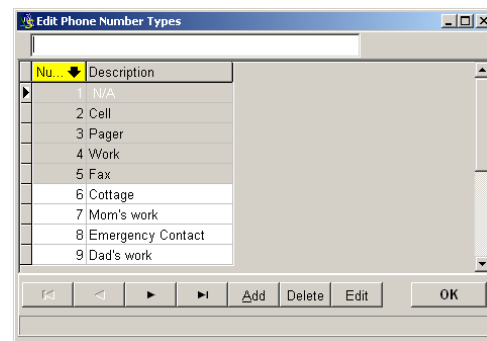 Edit Phone Number Types
Nu... Description
1 N/A
2 Cell
3 Pager
4 Work
5 Fax
6 Cottage
7 Mom's work
8 Emergency Contact
9 Dad's work
Add Delete Edit OK